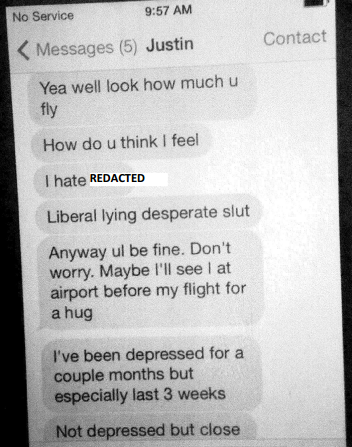 No Service 9:57 AM
Messages (5) Justin Contact
Yea well look how much u
fly
How do u think I feel
I hate REDACTED
Liberal lying desperate slut
Anyway ul be fine. Don't
worry. Maybe I'll see I at
airport before my flight for
a hug
I've been depressed for a
couple months but
especially last 3 weeks
Not depressed but close